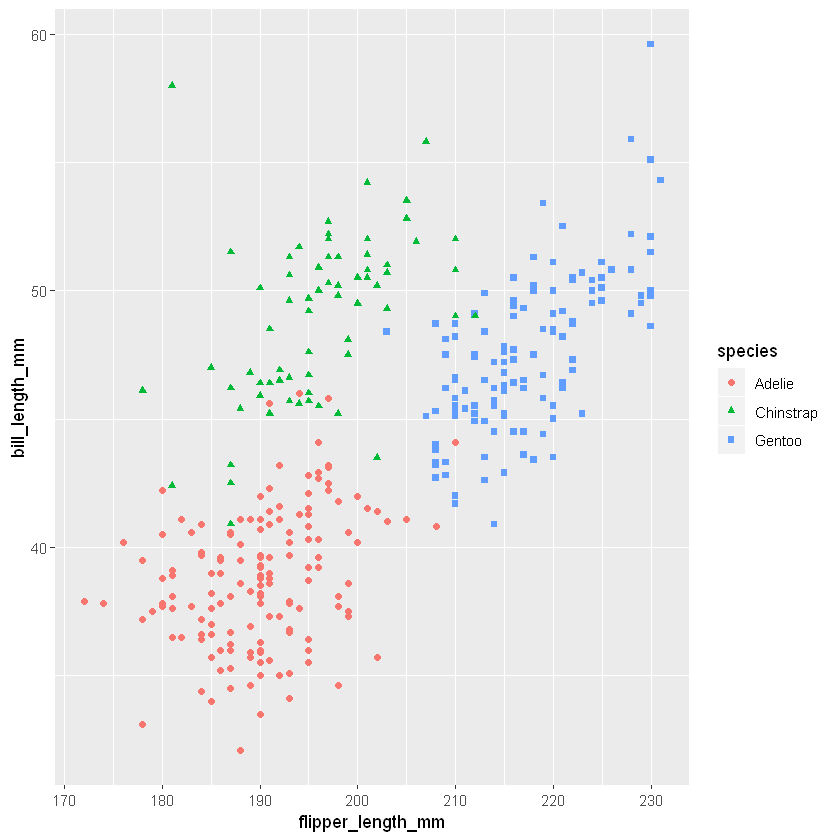 60
50
40
170
180
190
200
210
220
230
flipper_length_mm
bill_length_mm
species
Adelie
Chinstrap
Gentoo